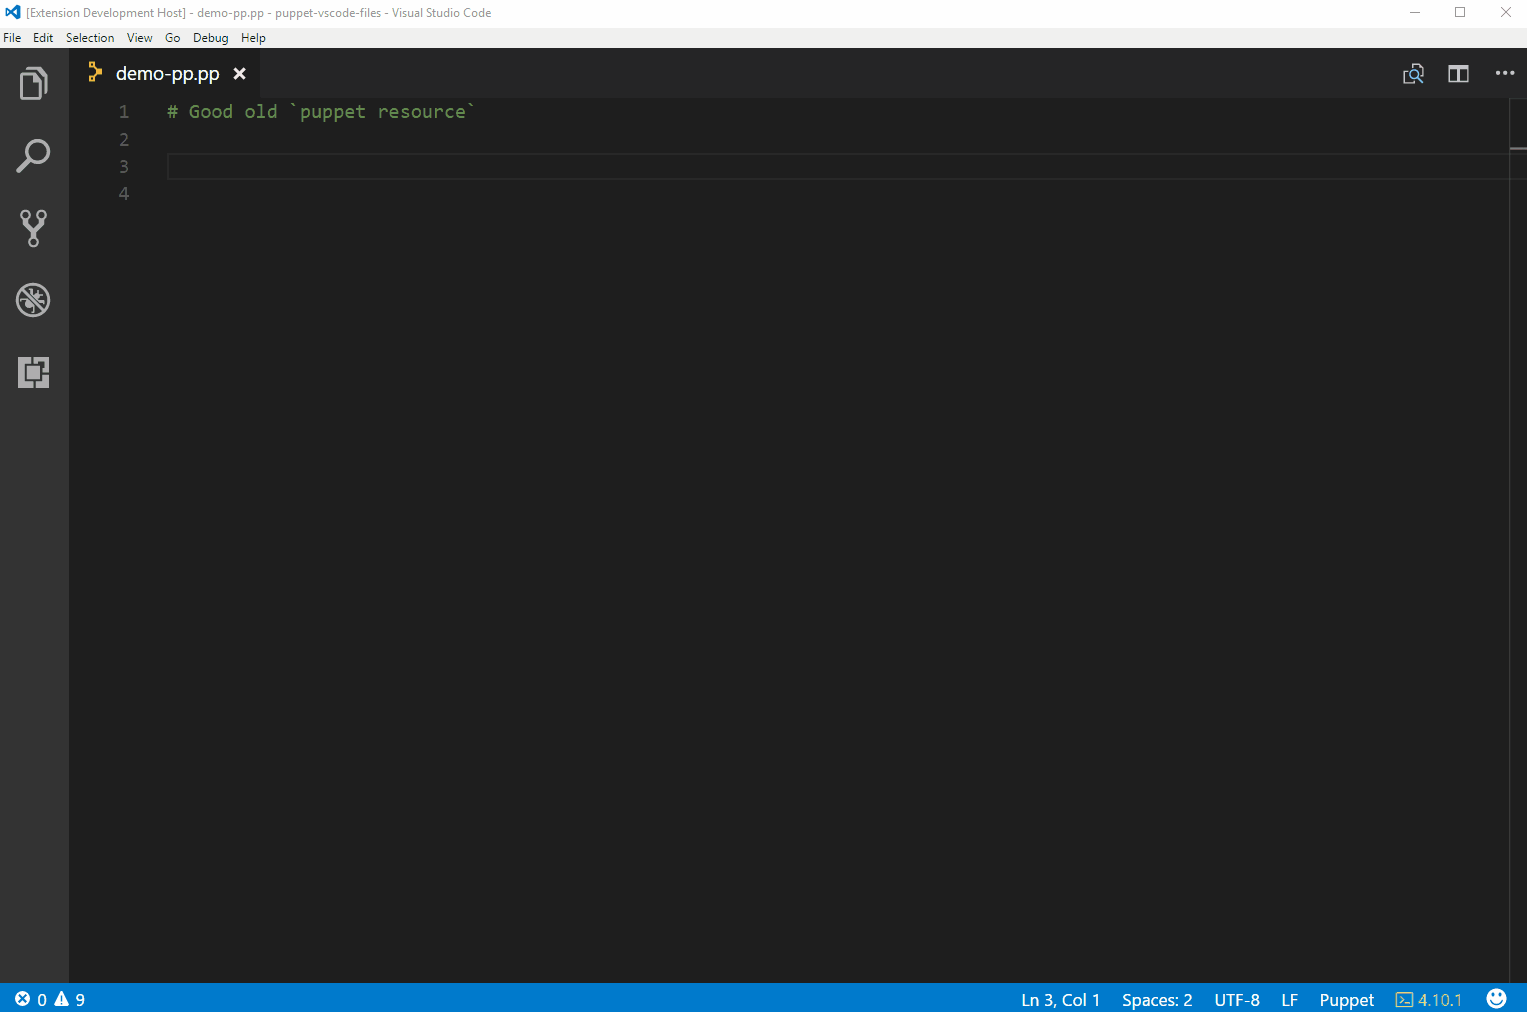 [Extension Development Host] - demo-pp.pp - puppet-vscode-files - Visual Studio Code
File Edit Selection View Go Debug Help
demo-pp.pp
1 # Good old `puppet resource`
2
3
4
0 9 Ln 3, Col 1 Spaces: 2 UTF-8 LF Puppet 4.10.1